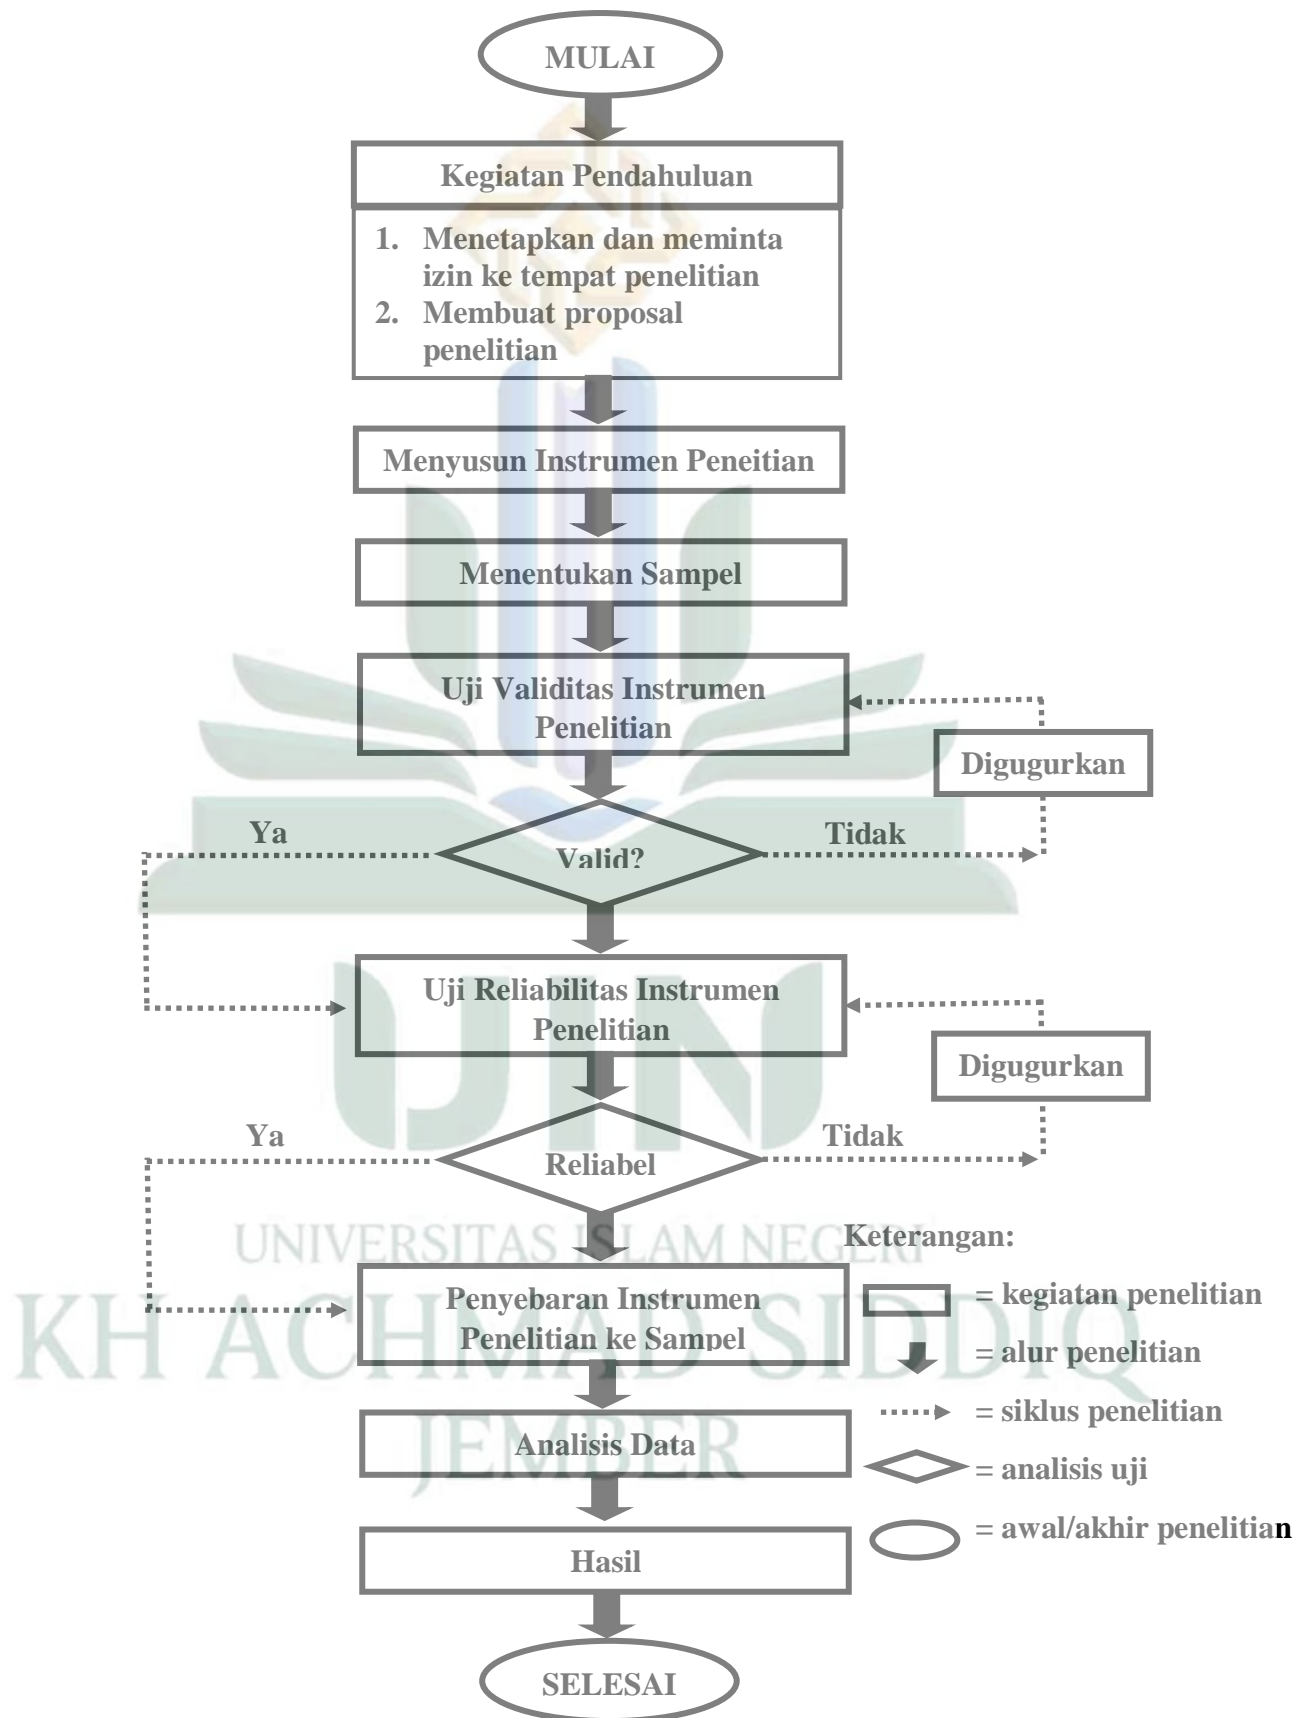 MULAI
Kegiatan Pendahuluan
1. Menetapkan dan meminta
izin ke tempat penelitian
2. Membuat proposal
penelitian
Menyusun Instrumen Peneitian
Menentukan Sampel
Uji Validitas Instrumen
Penelitian
Digugurkan
Ya
Valid?
Tidak
Uji Reliabilitas Instrumen
Penelitian
Digugurkan
Ya
Reliabel
Tidak
UNIVERSITAS ISLAM NEGERI
KH ACHMAD SIDDIQ
JEMBER
UIN
Penyebaran Instrumen
Penelitian ke Sampel
Analisis Data
Hasil
SELESAI
Keterangan:
= kegiatan penelitian
= alur penelitian
= siklus penelitian
= analisis uji
= awal/akhir penelitian